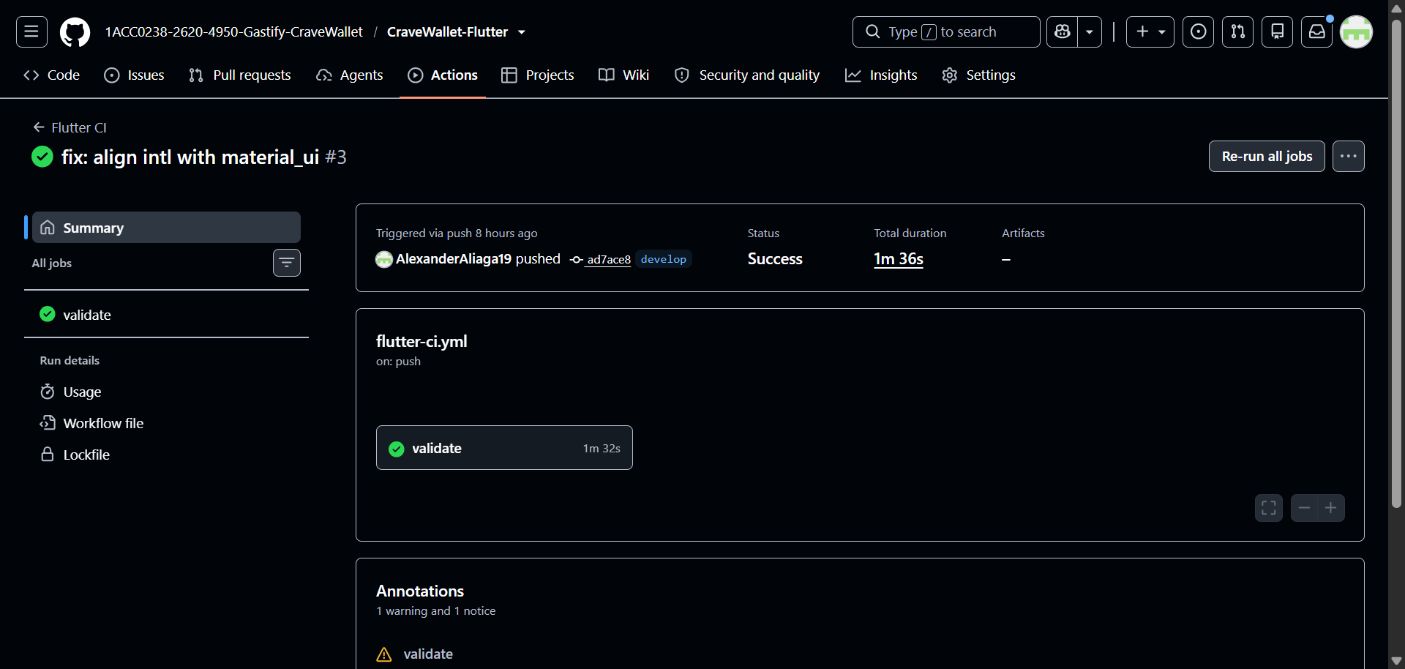 1ACC0238-2620-4950-Gastify-CraveWallet / CraveWallet-Flutter
Type / to search
Code
Issues
Pull requests
Agents
Actions
Projects
Wiki
Security and quality
Insights
Settings
Flutter CI
fix: align intl with material_ui #3
Re-run all jobs
Summary
All jobs
validate
Run details
Usage
Workflow file
Lockfile
Triggered via push 8 hours ago
AlexanderAliaga19 pushed ad7ace8 develop
Status
Success
Total duration
1m 36s
Artifacts
–
flutter-ci.yml
on: push
validate 1m 32s
Annotations
1 warning and 1 notice
validate